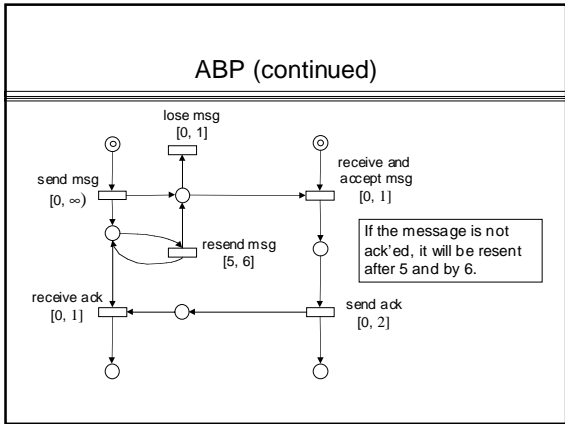 ABP (continued)
lose msg
[0, 1]
send msg
[0, ∞)
receive and
accept msg
[0, 1]
resend msg
[5, 6]
If the message is not
ack'ed, it will be resent
after 5 and by 6.
receive ack
[0, 1]
send ack
[0, 2]